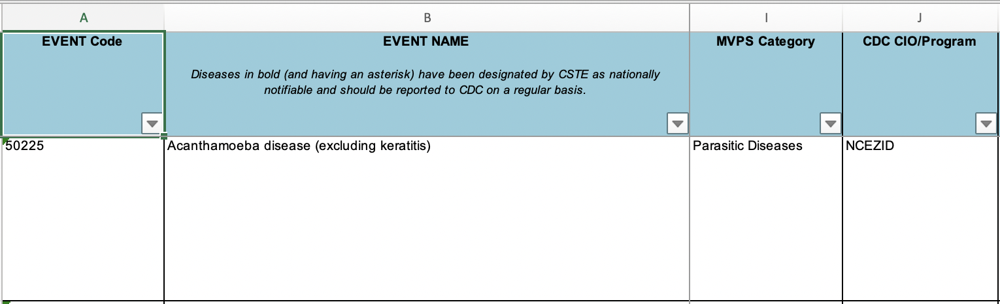 A B I J
EVENT Code EVENT NAME MVPS Category CDC CIO/Program
Diseases in bold (and having an asterisk) have been designated by CSTE as nationally
notifiable and should be reported to CDC on a regular basis.
50225 Acanthamoeba disease (excluding keratitis) Parasitic Diseases NCEZID